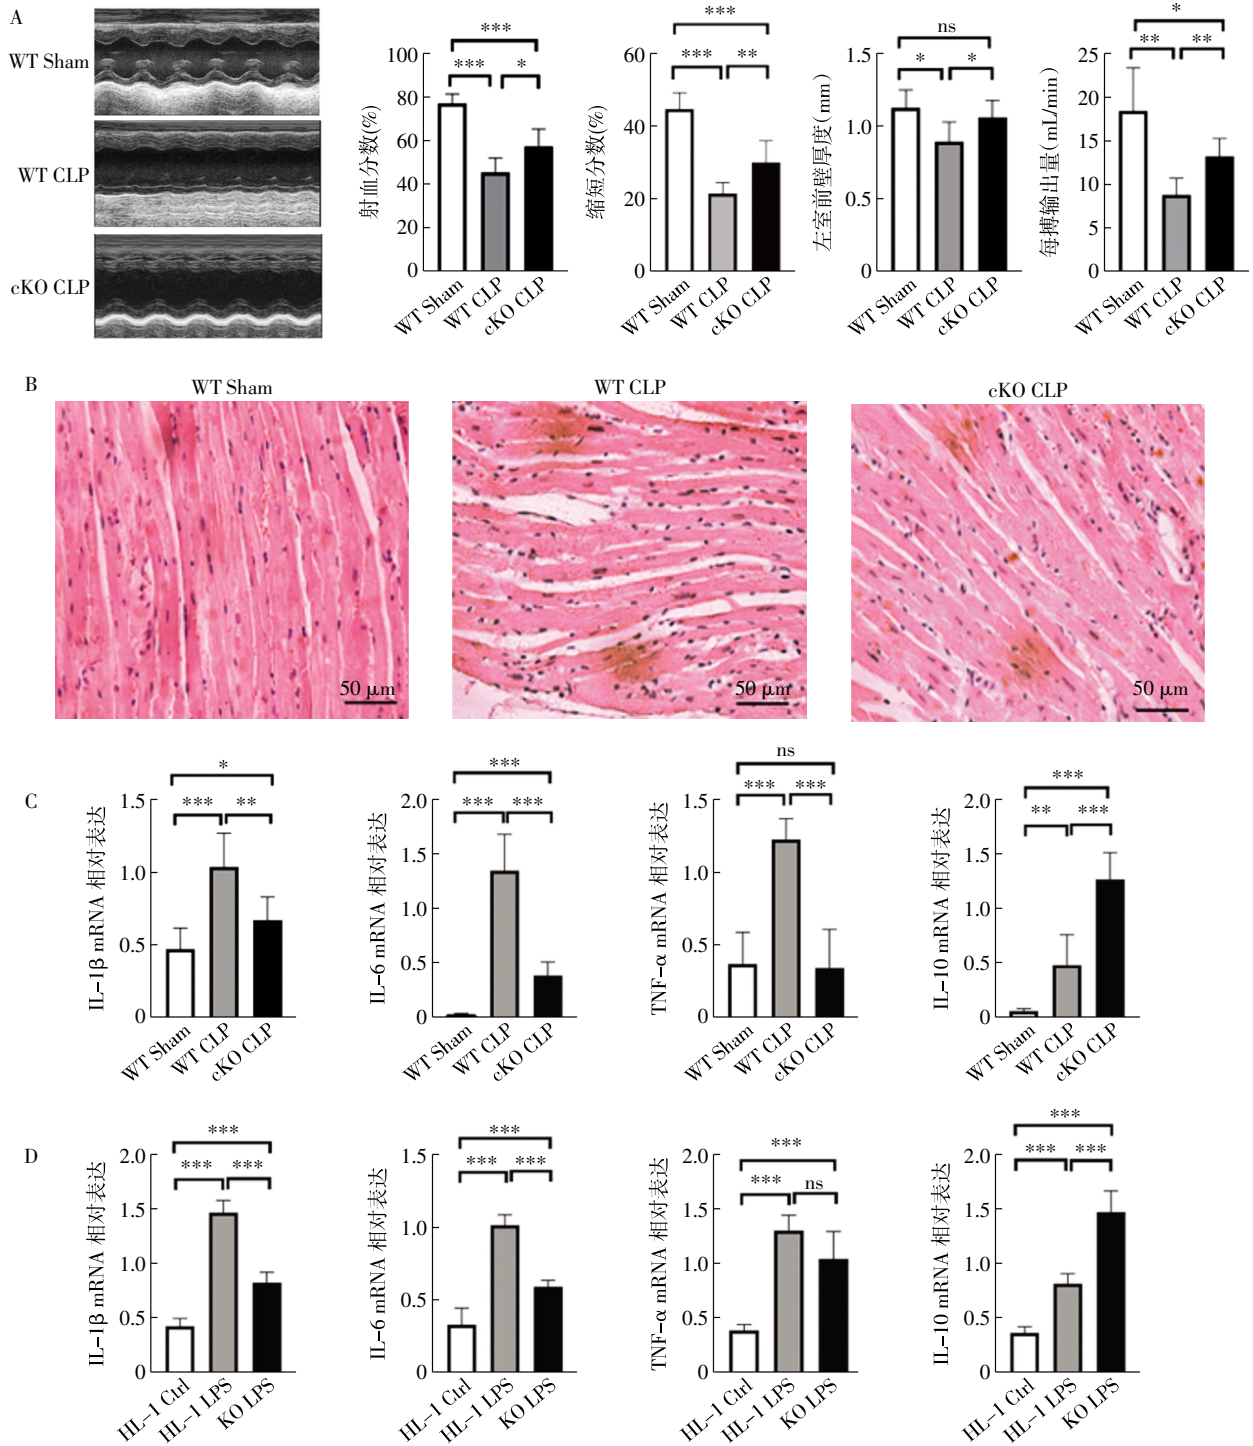 A
WT Sham
WT CLP
cKO CLP
射血分数(%)
100
80
60
40
20
0
***
***
*
WT Sham
WT CLP
cKO CLP
缩短分数(%)
60
40
20
0
***
***
**
WT Sham
WT CLP
cKO CLP
左室前壁厚度(mm)
1.5
1.0
0.5
0
ns
*
*
WT Sham
WT CLP
cKO CLP
每搏输出量(mL/min)
25
20
15
10
5
0
*
**
**
WT Sham
WT CLP
cKO CLP
B
WT Sham
WT CLP
cKO CLP
50 μm
50 μm
50 μm
C
IL-1β mRNA 相对表达
1.5
1.0
0.5
0
*
***
**
WT Sham
WT CLP
cKO CLP
IL-6 mRNA 相对表达
2.0
1.5
1.0
0.5
0
***
***
***
WT Sham
WT CLP
cKO CLP
TNF-α mRNA 相对表达
1.5
1.0
0.5
0
ns
***
***
WT Sham
WT CLP
cKO CLP
IL-10 mRNA 相对表达
2.0
1.5
1.0
0.5
0
***
**
***
WT Sham
WT CLP
cKO CLP
D
IL-1β mRNA 相对表达
2.0
1.5
1.0
0.5
0
***
***
***
HL-1 Ctrl
HL-1 LPS
KO LPS
IL-6 mRNA 相对表达
1.5
1.0
0.5
0
***
***
***
HL-1 Ctrl
HL-1 LPS
KO LPS
TNF-α mRNA 相对表达
2.0
1.5
1.0
0.5
0
***
***
ns
HL-1 Ctrl
HL-1 LPS
KO LPS
IL-10 mRNA 相对表达
2.0
1.5
1.0
0.5
0
***
***
***
HL-1 Ctrl
HL-1 LPS
KO LPS